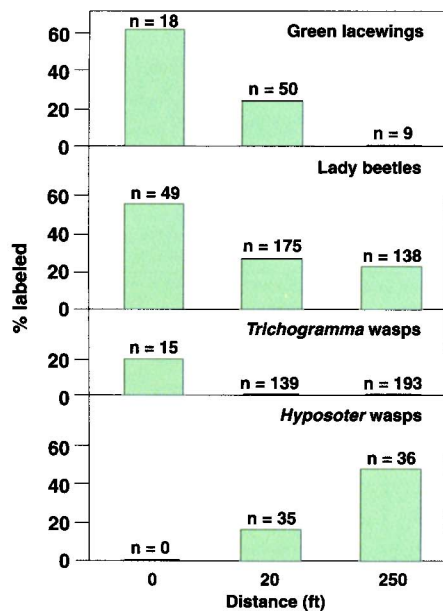 60
n = 18
Green lacewings
40
n = 50
20
n = 9
0
Lady beetles
60
n = 49
40
n = 175
n = 138
20
0
% labeled
Trichogramma wasps
20
n = 15
n = 139
n = 193
0
Hyposoter wasps
60
n = 36
40
n = 35
20
n = 0
0
0
20
250
Distance (ft)